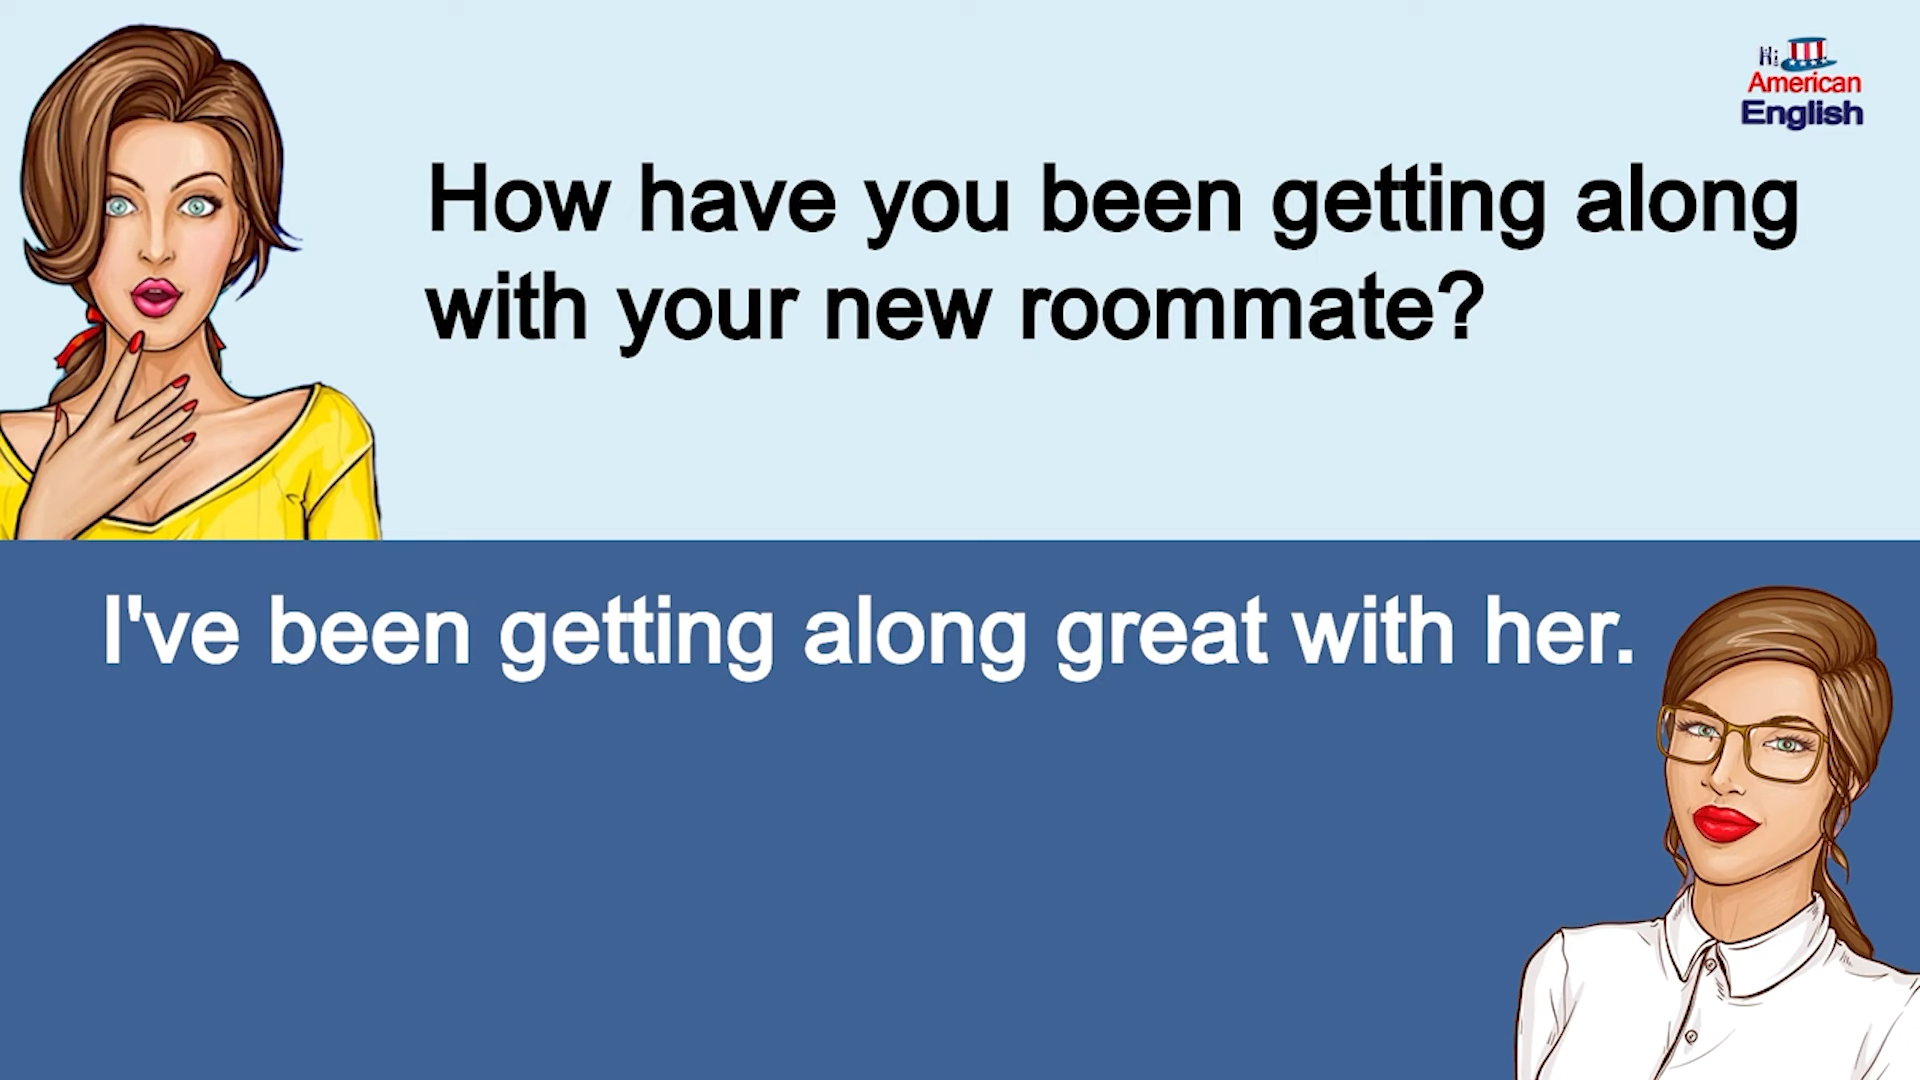 Hi
American
English
How have you been getting along
with your new roommate?
I've been getting along great with her.